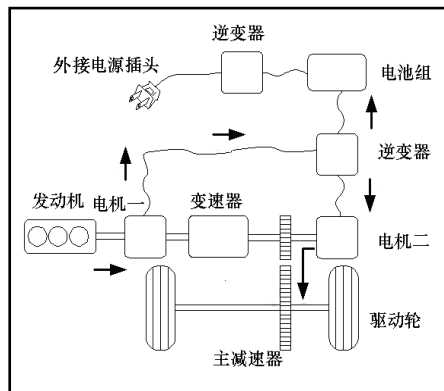 逆变器
外接电源插头
电池组
逆变器
发动机
电机一
变速器
电机二
驱动轮
主减速器